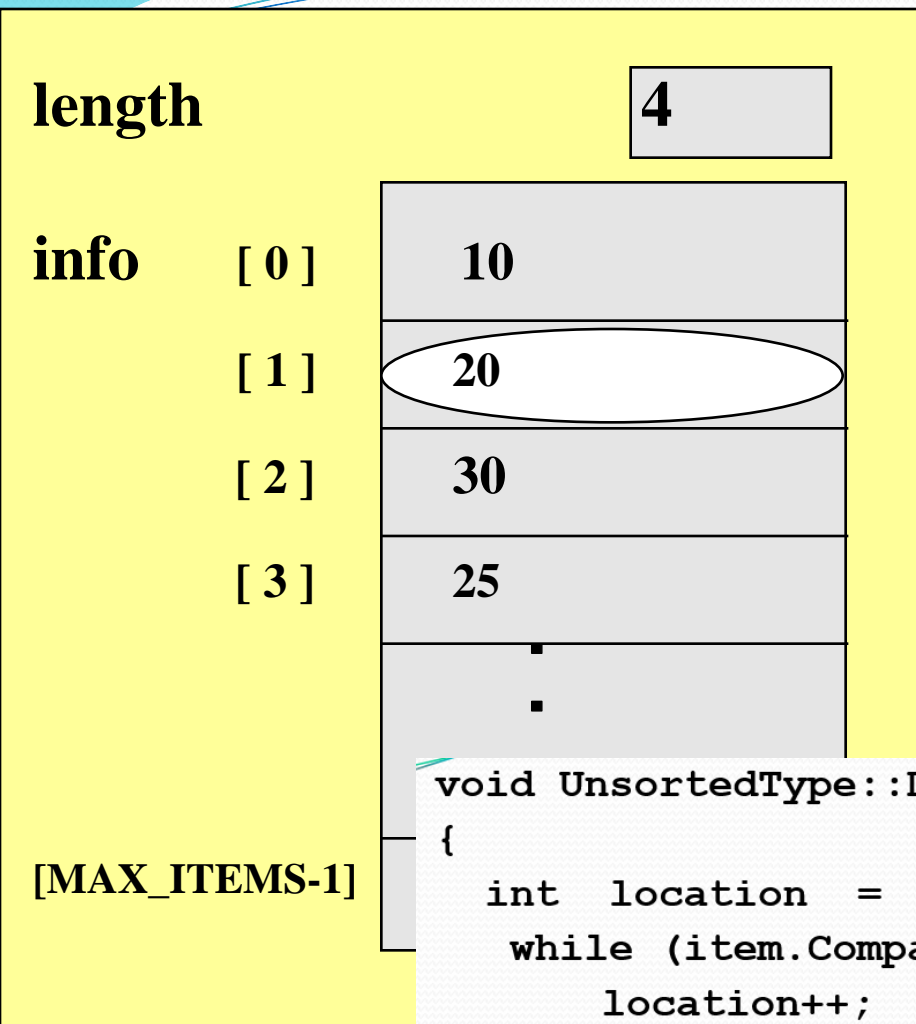 length 4
info [ 0 ] 10
[ 1 ] 20
[ 2 ] 30
[ 3 ] 25
.
.
[MAX_ITEMS-1]
void UnsortedType::
{
int location =
while (item.Compa
location++;